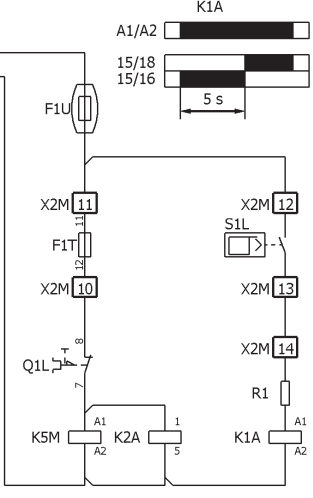 K1A
A1/A2
15/18
15/16
5 s
F1U
X2M 11
X2M 12
11
S1L
F1T
12
X2M 10
X2M 13
8
X2M 14
Q1L
7
R1
A1 1 A1
K5M K2A K1A
A2 5 A2